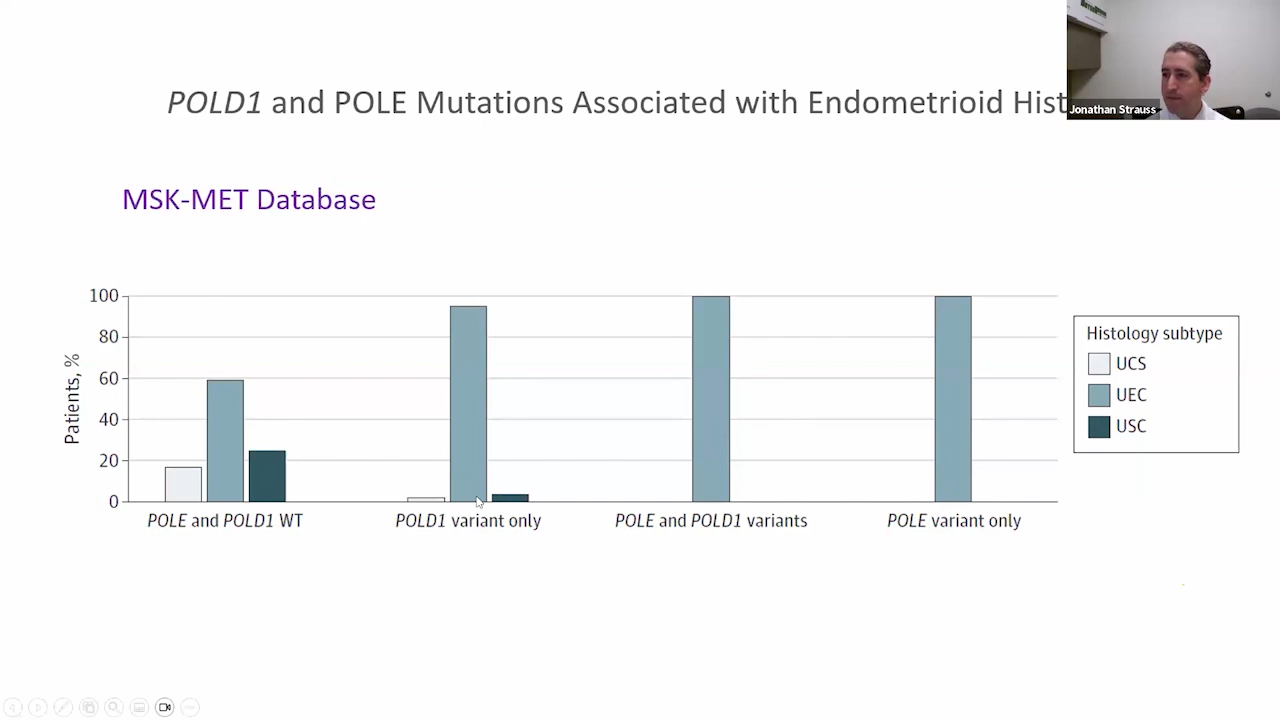 POLD1 and POLE Mutations Associated with Endometrioid Hist
Jonathan Strauss
MSK-MET Database
Patients, %
100
80
60
40
20
0
POLE and POLD1 WT
POLD1 variant only
POLE and POLD1 variants
POLE variant only
Histology subtype
UCS
UEC
USC